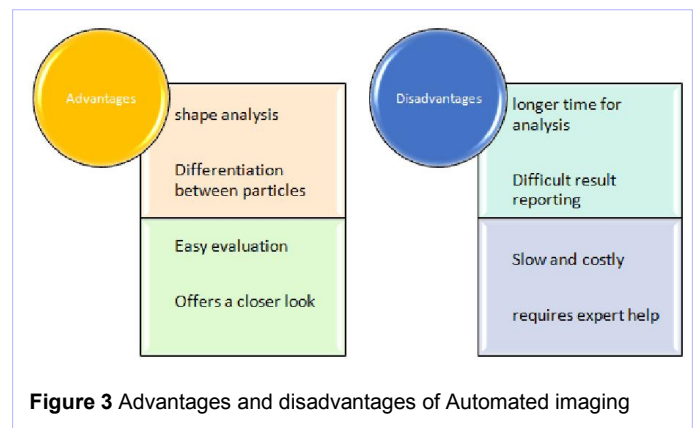 Advantages
shape analysis
Differentiation
between particles
Easy evaluation
Offers a closer look
Disadvantages
longer time for
analysis
Difficult result
reporting
Slow and costly
requires expert help
Figure 3 Advantages and disadvantages of Automated imaging